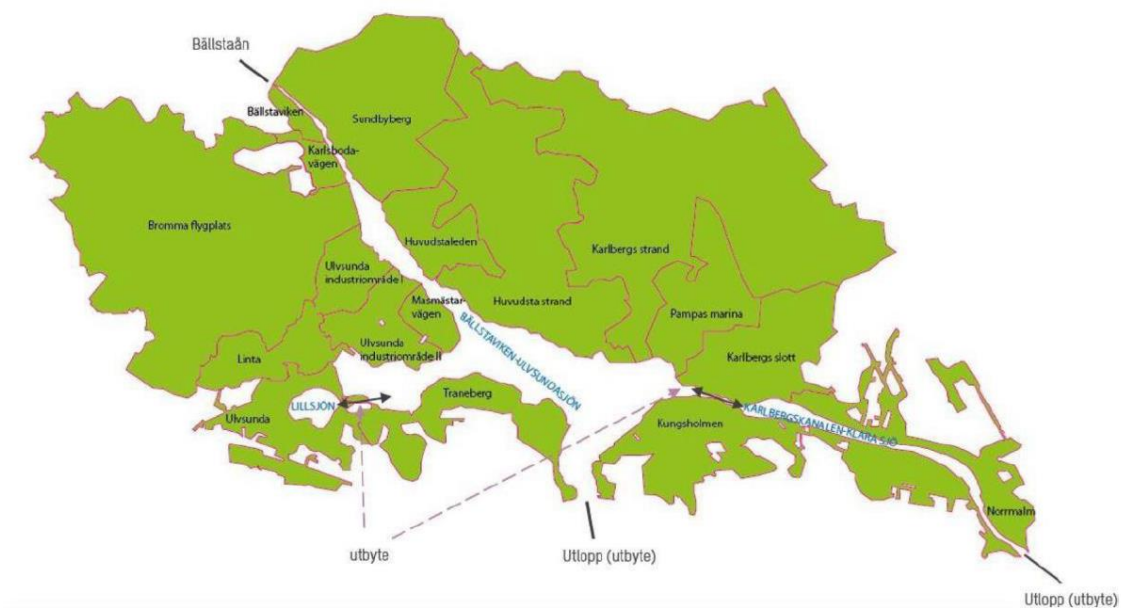 Bällstaån
Bällstaviken
Sundbyberg
Karlsboda-
vägen
Bromma flygplats
Huvudstaleden
Karlbergs strand
Ulvsunda
industriområde I
Masmästar-
vägen
Huvudsta strand
Pampas marina
BÄLLSTAVIKEN-ULVSUNDASJÖN
Ulvsunda
industriområde II
Linta
Karlbergs slott
Traneberg
LILLSJÖN
Ulvsunda
KARLBERGSKANALEN-KLARA SJÖ
Kungsholmen
Norrmalm
utbyte
Utlopp (utbyte)
Utlopp (utbyte)